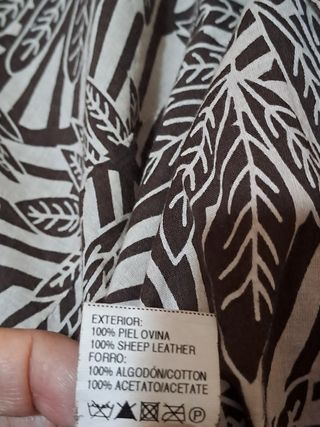 EXTERIOR:
100% PIEL OVINA
100% SHEEP LEATHER
FORRO:
100% ALGODÓN/COTTON
100% ACETATO/ACETATE
P